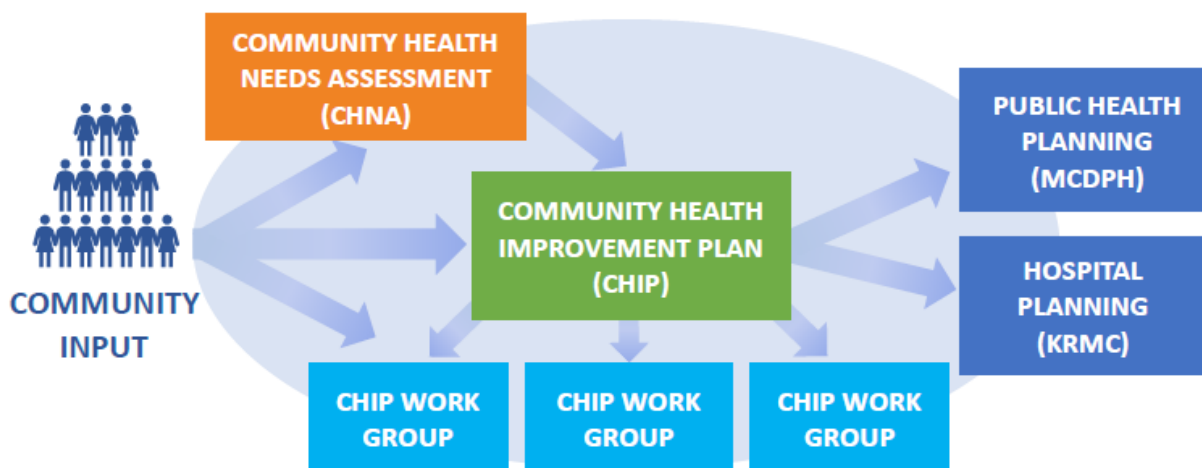 COMMUNITY HEALTH
NEEDS ASSESSMENT
(CHNA)
PUBLIC HEALTH
PLANNING
(MCDPH)
COMMUNITY HEALTH
IMPROVEMENT PLAN
(CHIP)
HOSPITAL
PLANNING
(KRMC)
COMMUNITY
INPUT
CHIP WORK
GROUP
CHIP WORK
GROUP
CHIP WORK
GROUP